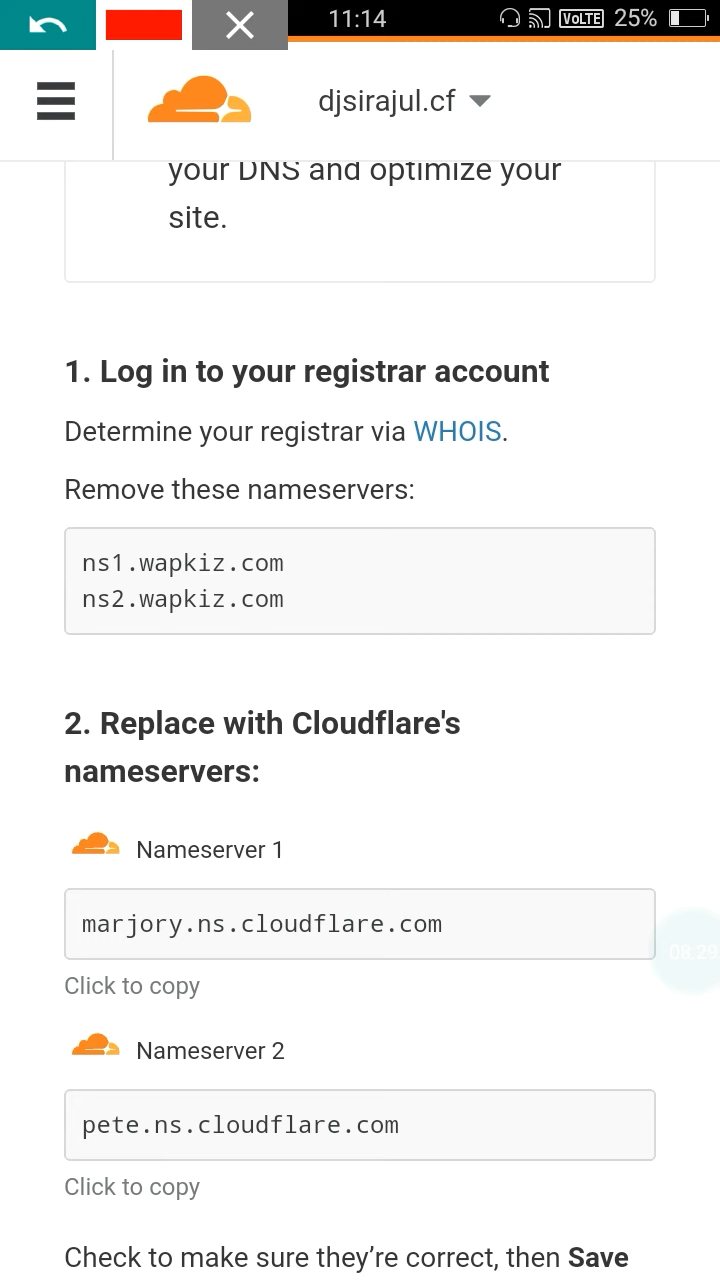 11:14
VoLTE 25%
djsirajul.cf
your DNS and optimize your
site.
1. Log in to your registrar account
Determine your registrar via WHOIS.
Remove these nameservers:
ns1.wapkiz.com
ns2.wapkiz.com
2. Replace with Cloudflare's
nameservers:
Nameserver 1
marjory.ns.cloudflare.com
03:29
Click to copy
Nameserver 2
pete.ns.cloudflare.com
Click to copy
Check to make sure they’re correct, then Save